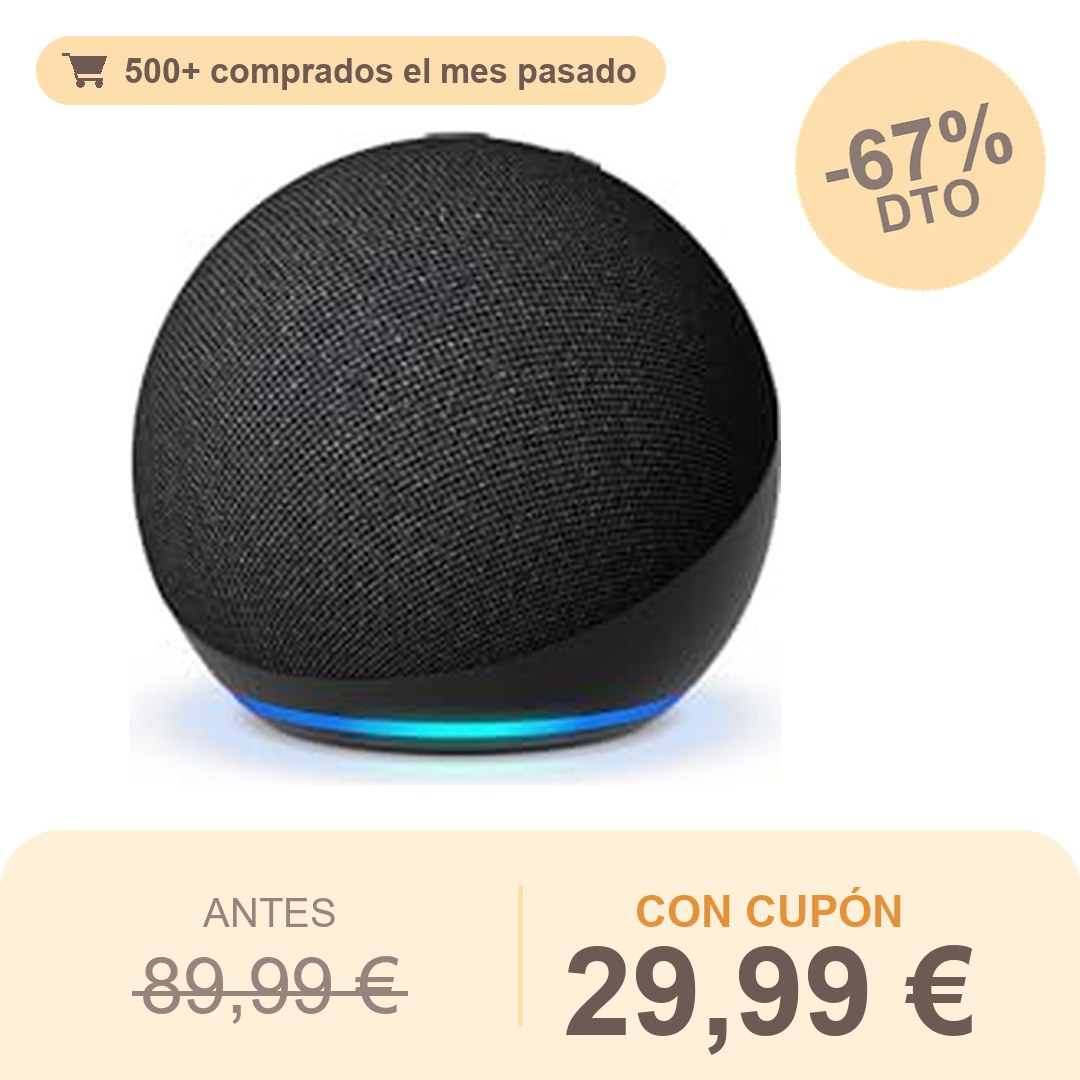 500+ comprados el mes pasado
-67%
DTO
ANTES
89,99 €
CON CUPÓN
29,99 €